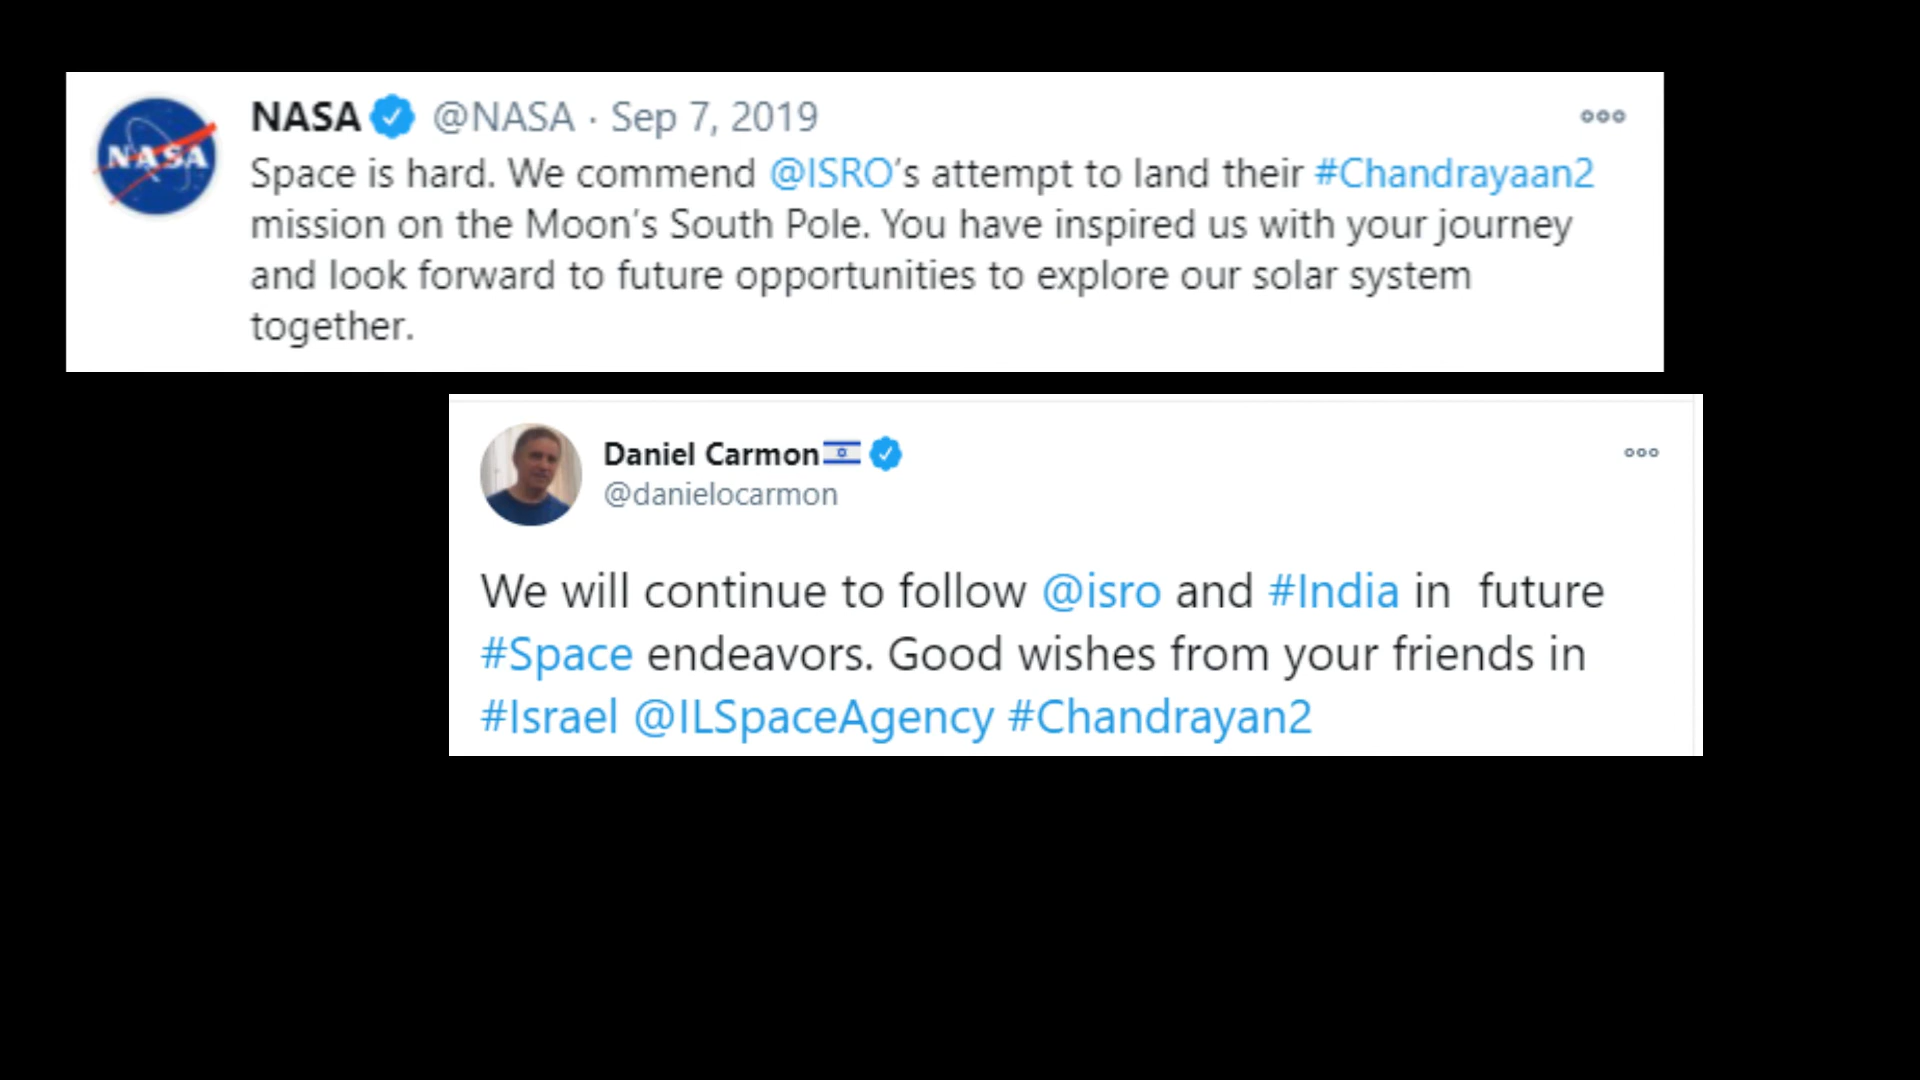 NASA
NASA @NASA · Sep 7, 2019
Space is hard. We commend @ISRO's attempt to land their #Chandrayaan2
mission on the Moon's South Pole. You have inspired us with your journey
and look forward to future opportunities to explore our solar system
together.
Daniel Carmon
@danielocarmon
We will continue to follow @isro and #India in future
#Space endeavors. Good wishes from your friends in
#Israel @ILSpaceAgency #Chandrayan2